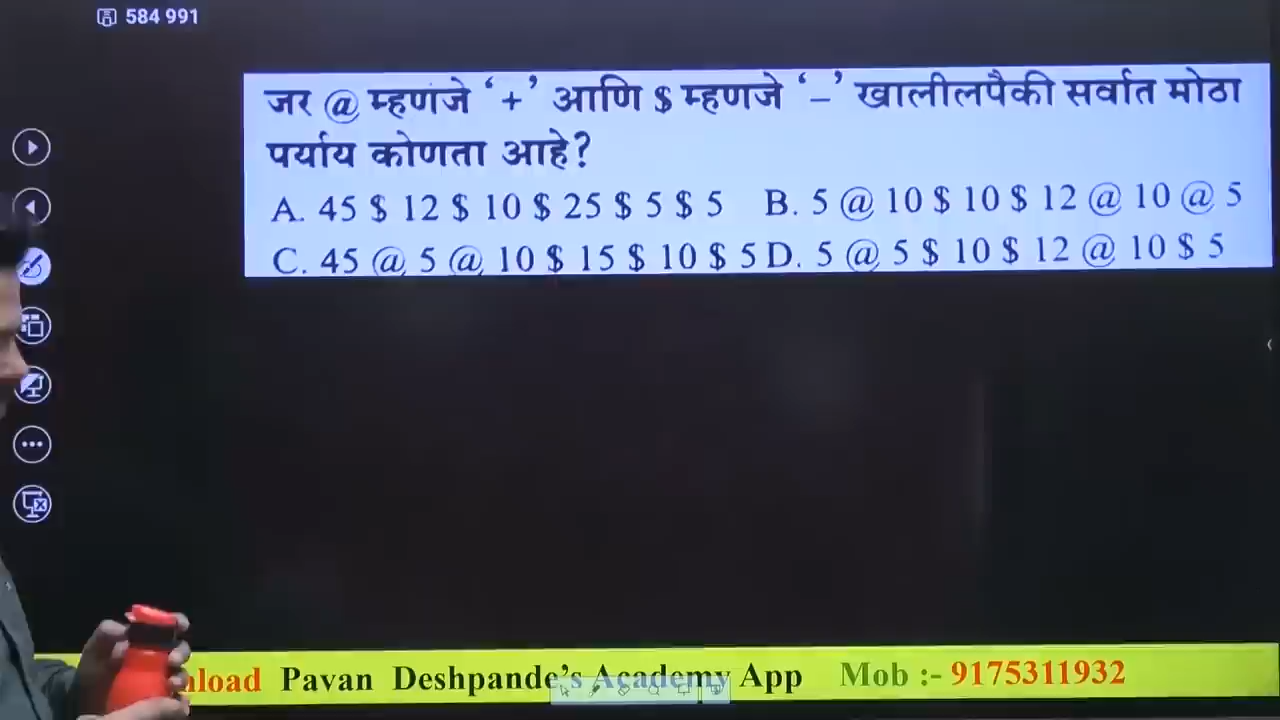 584 991
जर @ म्हणजे ‘+’ आणि $ म्हणजे ‘–’ खालीलपैकी सर्वात मोठा
पर्याय कोणता आहे?
A. 45 $ 12 $ 10 $ 25 $ 5 $ 5 B. 5 @ 10 $ 10 $ 12 @ 10 @ 5
C. 45 @ 5 @ 10 $ 15 $ 10 $ 5 D. 5 @ 5 $ 10 $ 12 @ 10 $ 5
Pavan Deshpande’s Academy App Mob :- 9175311932